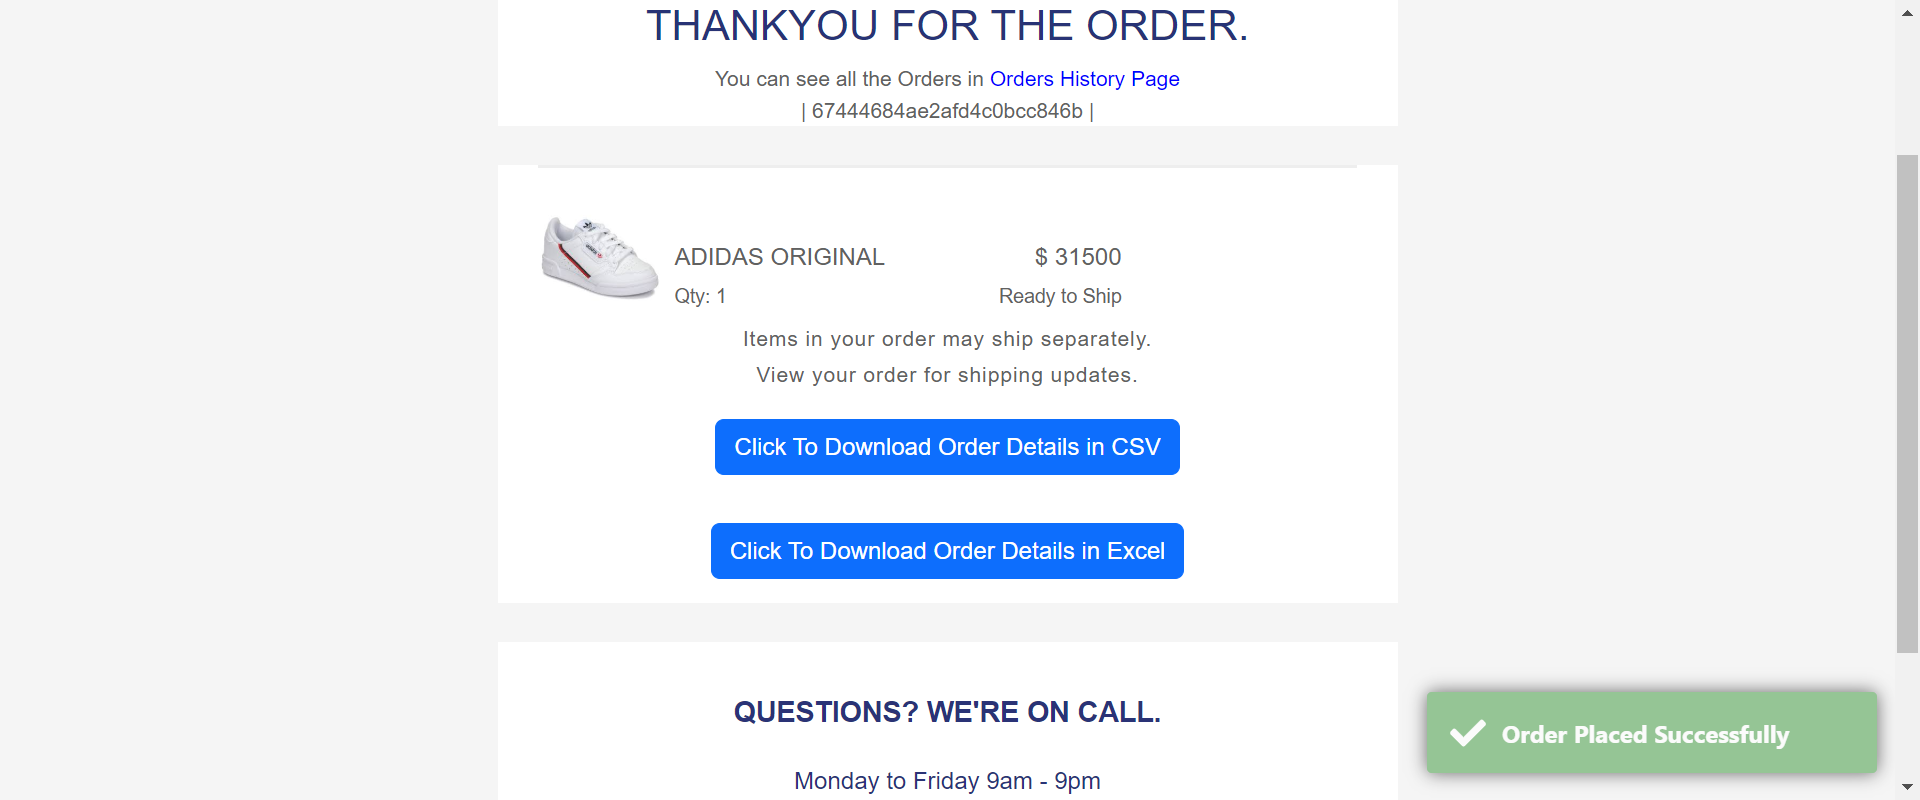 THANKYOU FOR THE ORDER.
You can see all the Orders in Orders History Page
| 67444684ae2afd4c0bcc846b |
ADIDAS ORIGINAL
$ 31500
Qty: 1
Ready to Ship
Items in your order may ship separately.
View your order for shipping updates.
Click To Download Order Details in CSV
Click To Download Order Details in Excel
QUESTIONS? WE'RE ON CALL.
Monday to Friday 9am - 9pm
Order Placed Successfully